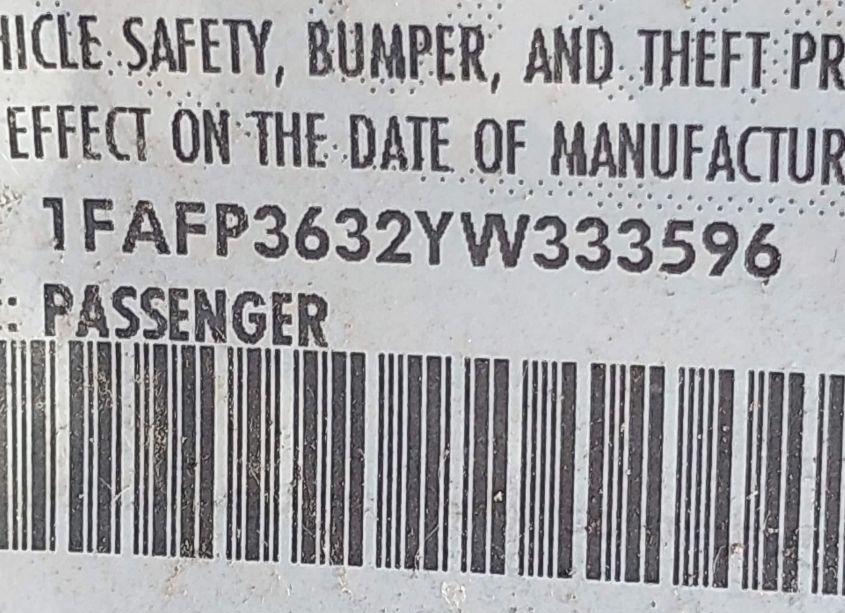 HICLE SAFETY, BUMPER, AND THEFT PR
EFFECT ON THE DATE OF MANUFACTUR
1FAFP3632YW333596
: PASSENGER